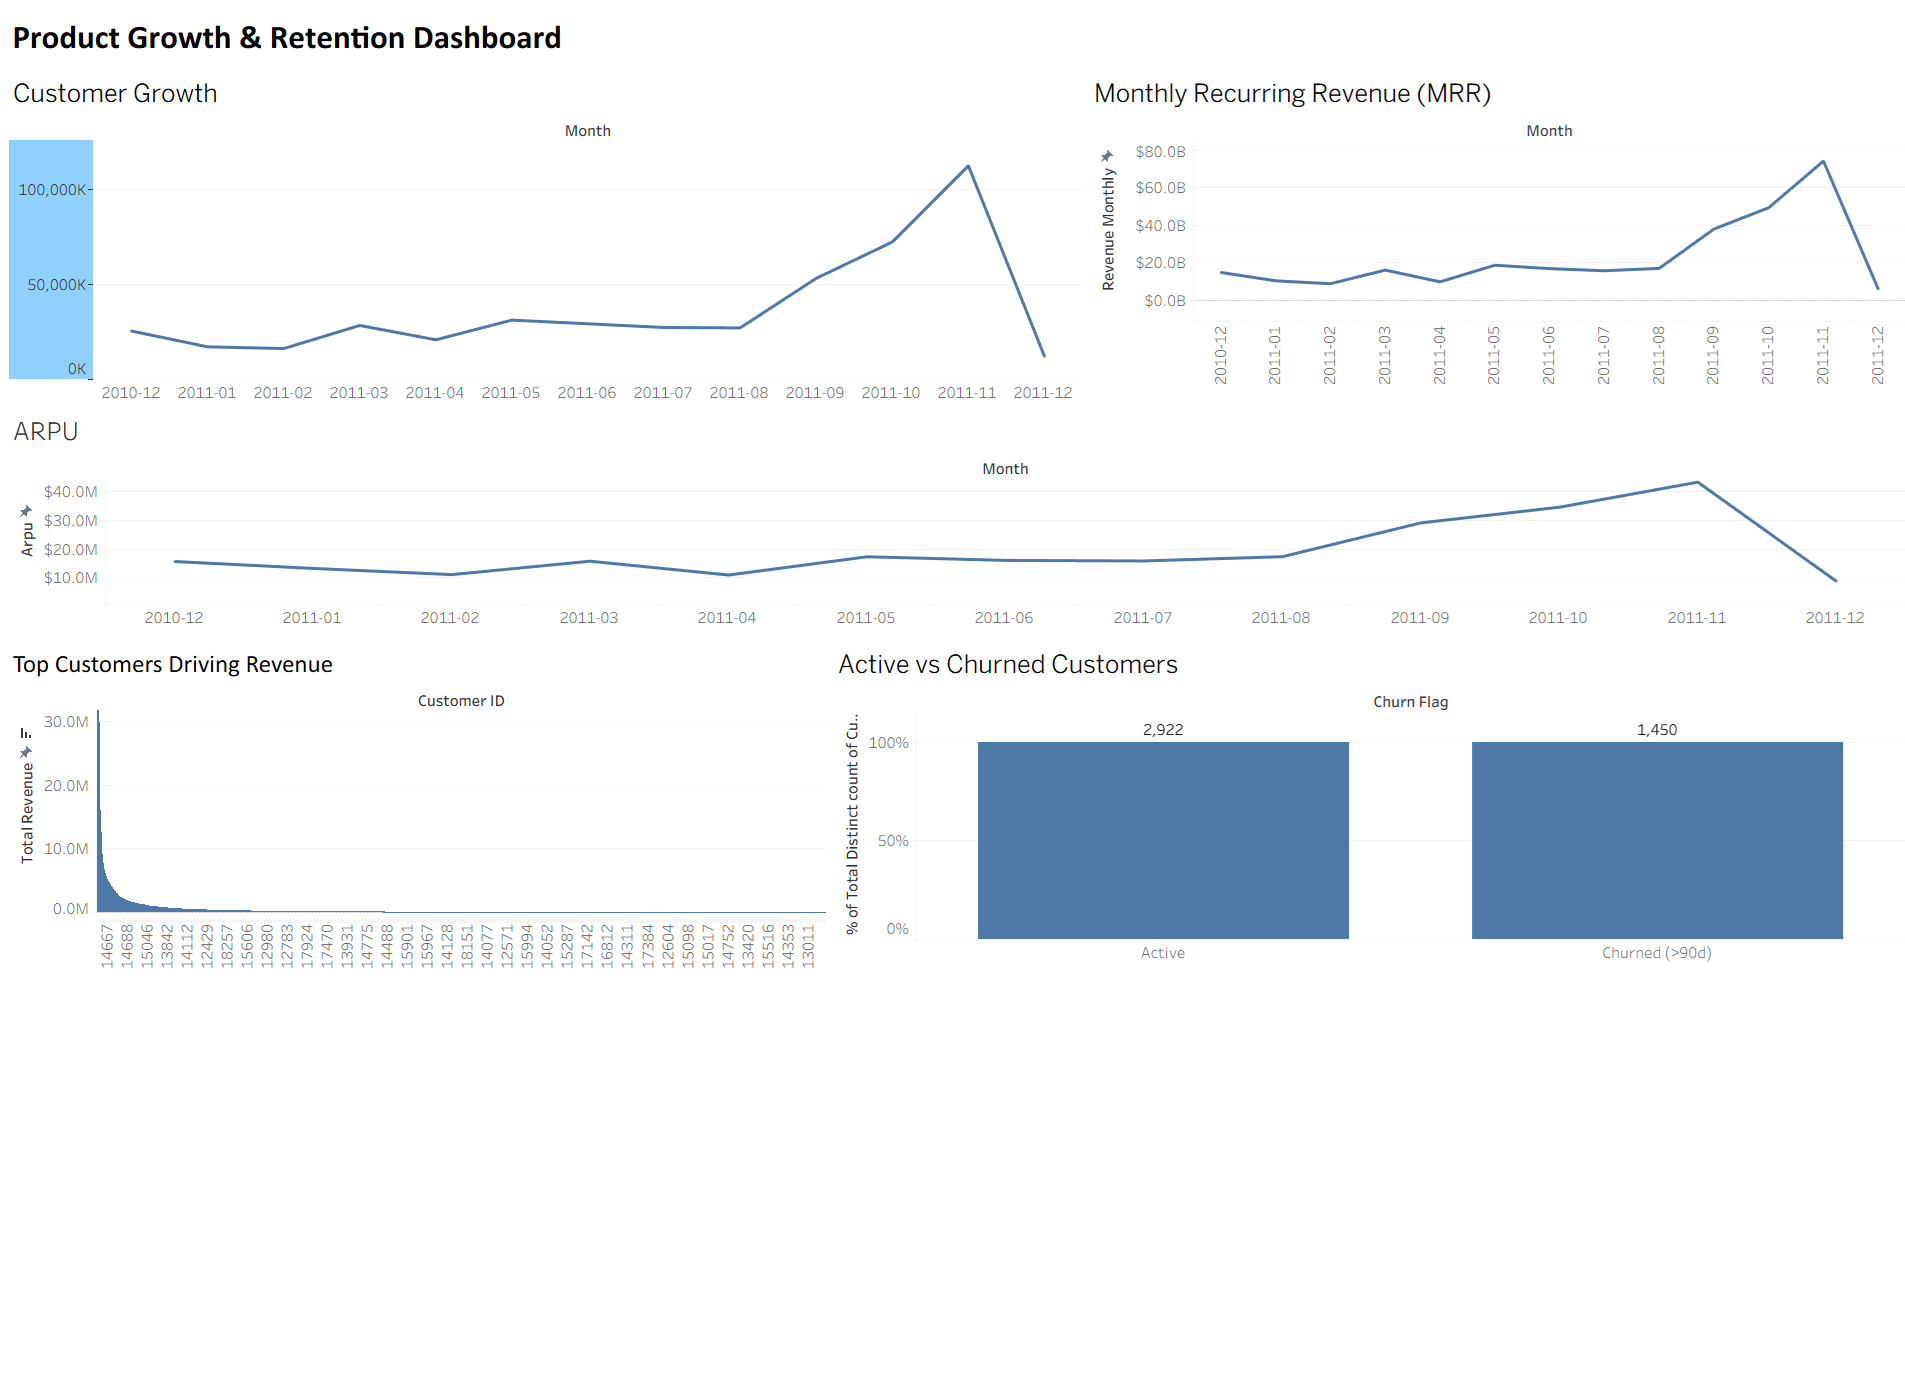 Product Growth & Retention Dashboard
Customer Growth
Month
100,000K
50,000K
0K
2010-12 2011-01 2011-02 2011-03 2011-04 2011-05 2011-06 2011-07 2011-08 2011-09 2011-10 2011-11 2011-12
Monthly Recurring Revenue (MRR)
Month
Revenue Monthly
$80.0B
$60.0B
$40.0B
$20.0B
$0.0B
2010-12 2011-01 2011-02 2011-03 2011-04 2011-05 2011-06 2011-07 2011-08 2011-09 2011-10 2011-11 2011-12
ARPU
Month
Arpu
$40.0M
$30.0M
$20.0M
$10.0M
2010-12 2011-01 2011-02 2011-03 2011-04 2011-05 2011-06 2011-07 2011-08 2011-09 2011-10 2011-11 2011-12
Top Customers Driving Revenue
Customer ID
Total Revenue
30.0M
20.0M
10.0M
0.0M
14667 14688 15046 13842 14112 12429 18257 15606 12980 12783 17924 17470 13931 14775 14488 15901 15967 14128 18151 14077 12571 15994 14052 15287 17142 16812 14311 17384 12604 15098 15017 14752 13420 15516 14353 13011
Active vs Churned Customers
Churn Flag
% of Total Distinct count of Cu..
100%
50%
0%
2,922 1,450
Active Churned (>90d)